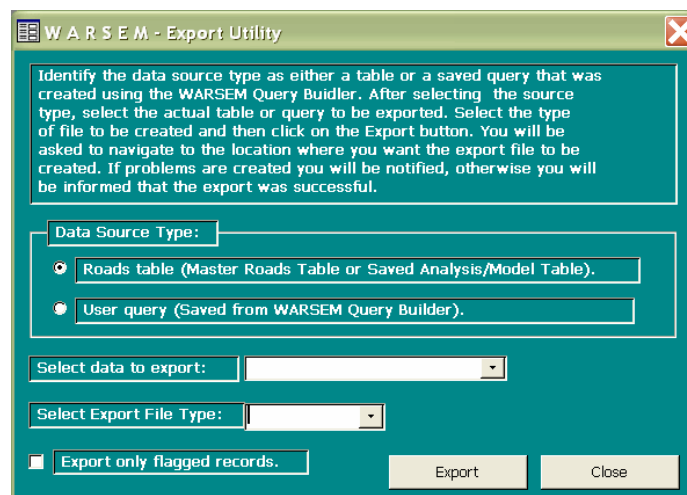 W A R S E M - Export Utility
Identify the data source type as either a table or a saved query that was
created using the WARSEM Query Buidler. After selecting the source
type, select the actual table or query to be exported. Select the type
of file to be created and then click on the Export button. You will be
asked to navigate to the location where you want the export file to be
created. If problems are created you will be notified, otherwise you will
be informed that the export was successful.
Data Source Type:
Roads table (Master Roads Table or Saved Analysis/Model Table).
User query (Saved from WARSEM Query Builder).
Select data to export:
Select Export File Type:
Export only flagged records.
Export
Close